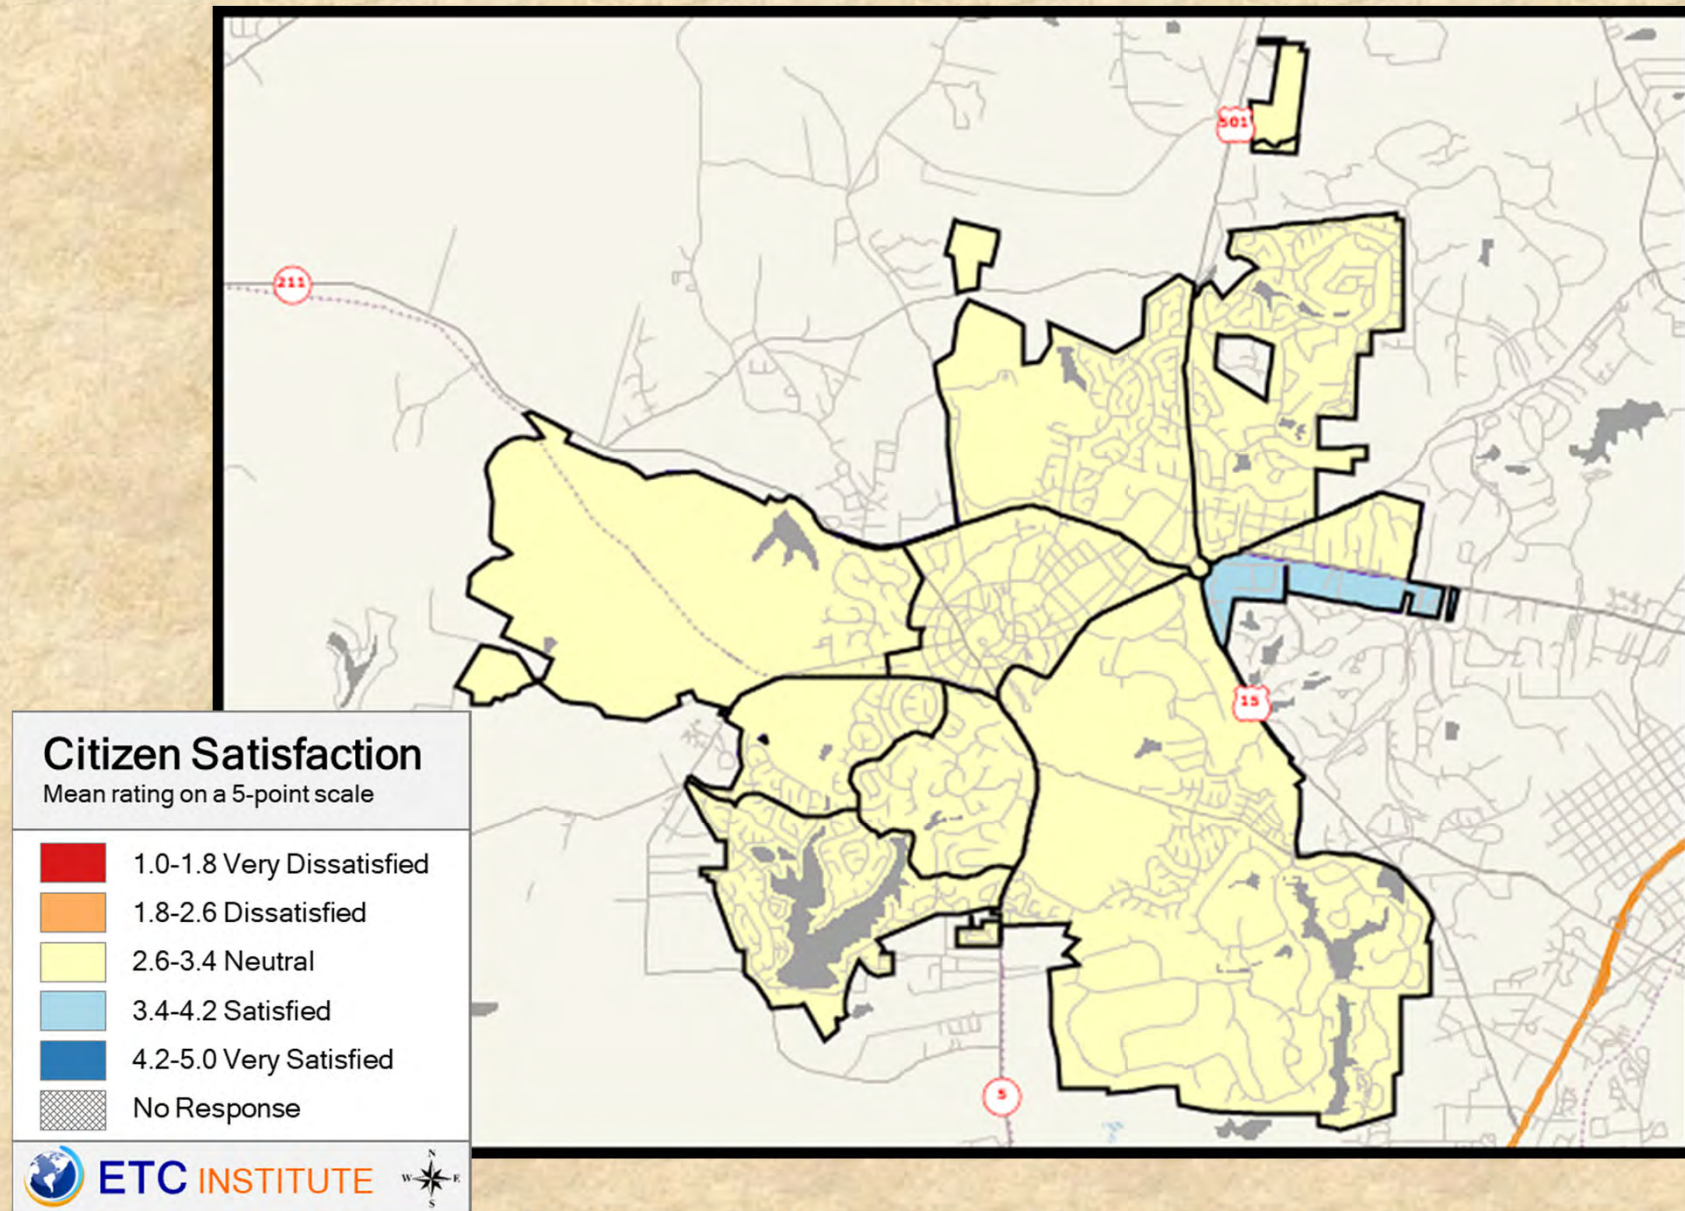 501
211
15
Citizen Satisfaction
Mean rating on a 5-point scale
1.0-1.8 Very Dissatisfied
1.8-2.6 Dissatisfied
2.6-3.4 Neutral
3.4-4.2 Satisfied
4.2-5.0 Very Satisfied
No Response
5
ETC INSTITUTE
N
W E
S